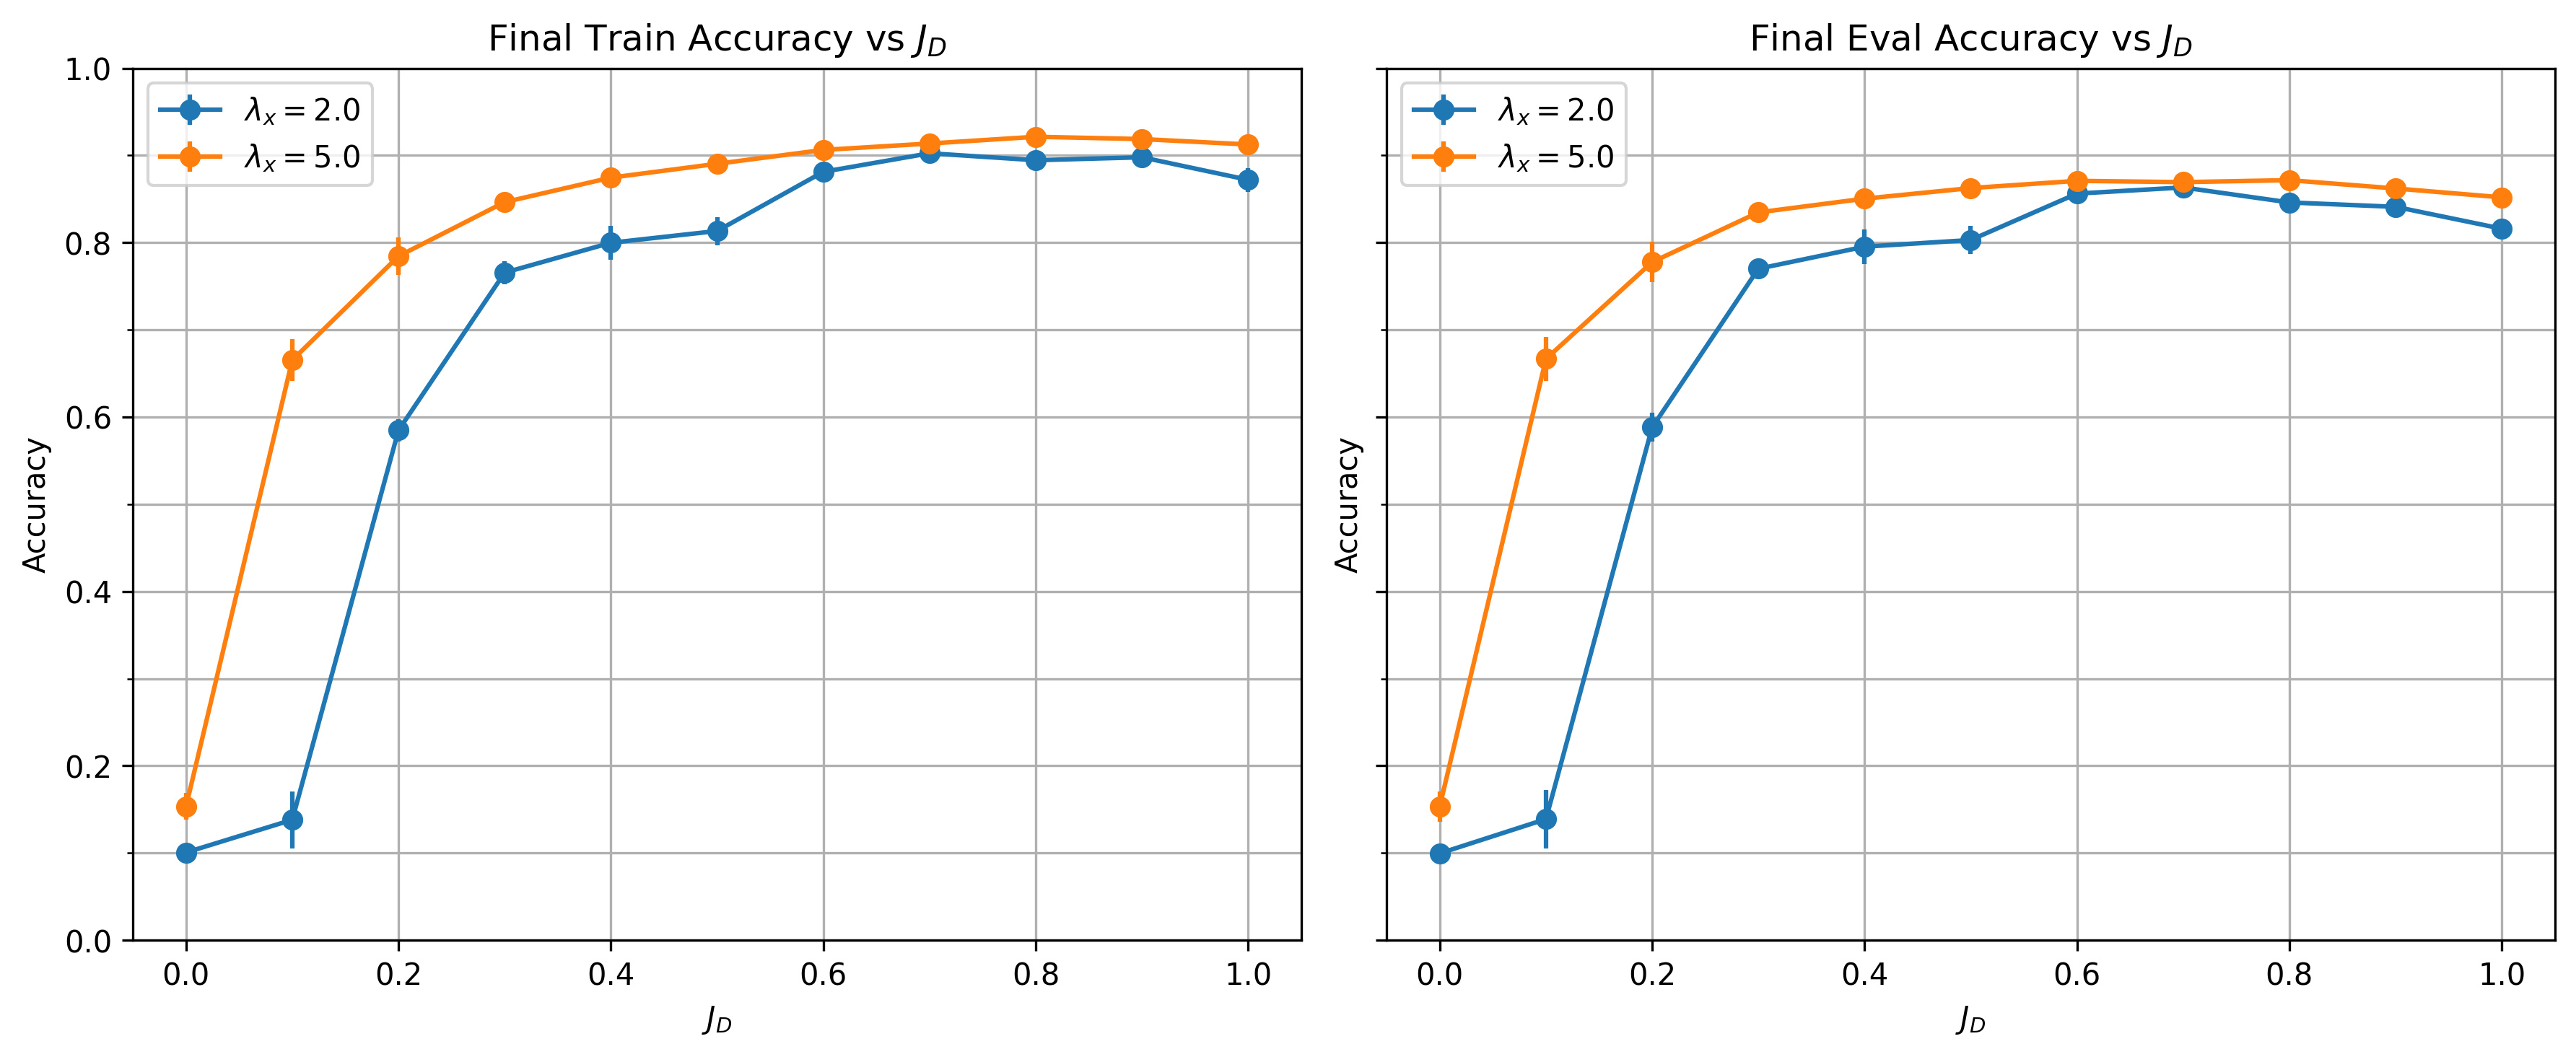 Final Train Accuracy vs J_D
λ_x = 2.0
λ_x = 5.0
1.0
0.8
0.6
0.4
0.2
0.0
Accuracy
0.0 0.2 0.4 0.6 0.8 1.0
J_D
Final Eval Accuracy vs J_D
λ_x = 2.0
λ_x = 5.0
Accuracy
0.0 0.2 0.4 0.6 0.8 1.0
J_D